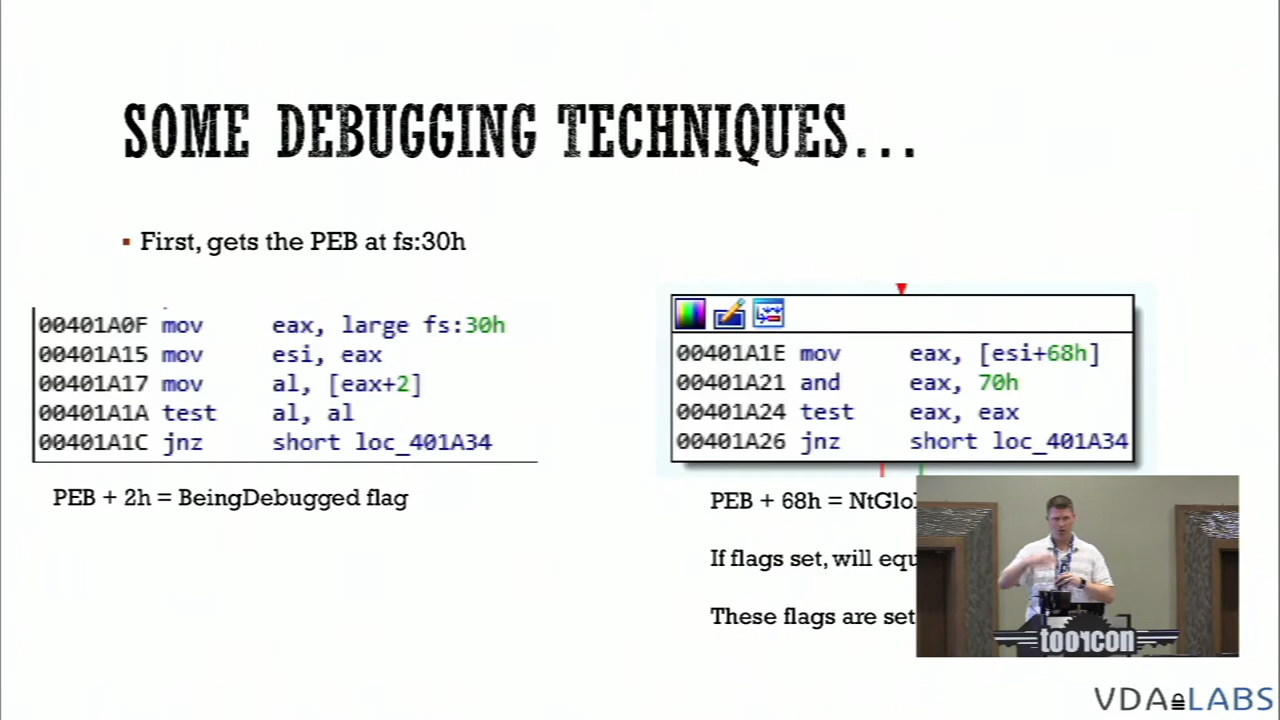 SOME DEBUGGING TECHNIQUES...
▪ First, gets the PEB at fs:30h
00401A0F mov eax, large fs:30h
00401A15 mov esi, eax
00401A17 mov al, [eax+2]
00401A1A test al, al
00401A1C jnz short loc_401A34
PEB + 2h = BeingDebugged flag
00401A1E mov eax, [esi+68h]
00401A21 and eax, 70h
00401A24 test eax, eax
00401A26 jnz short loc_401A34
PEB + 68h =
If flags set, will
These flags are set
toorcon
VDA LABS